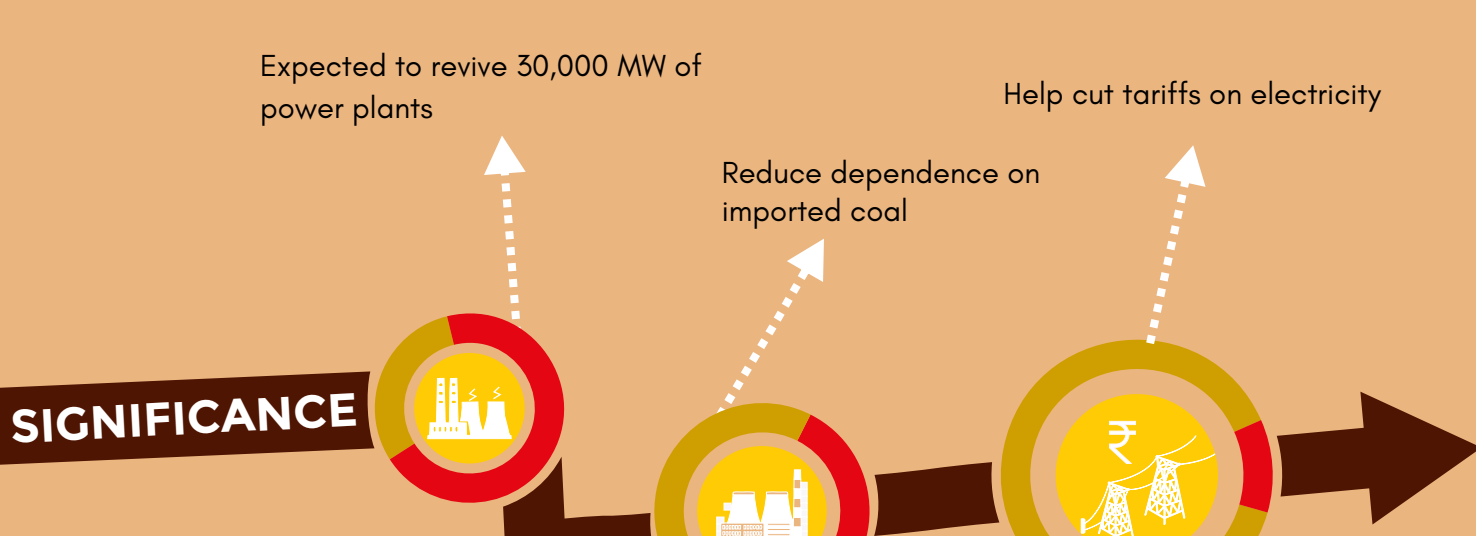 Expected to revive 30,000 MW of
power plants
Help cut tariffs on electricity
Reduce dependence on
imported coal
SIGNIFICANCE
₹